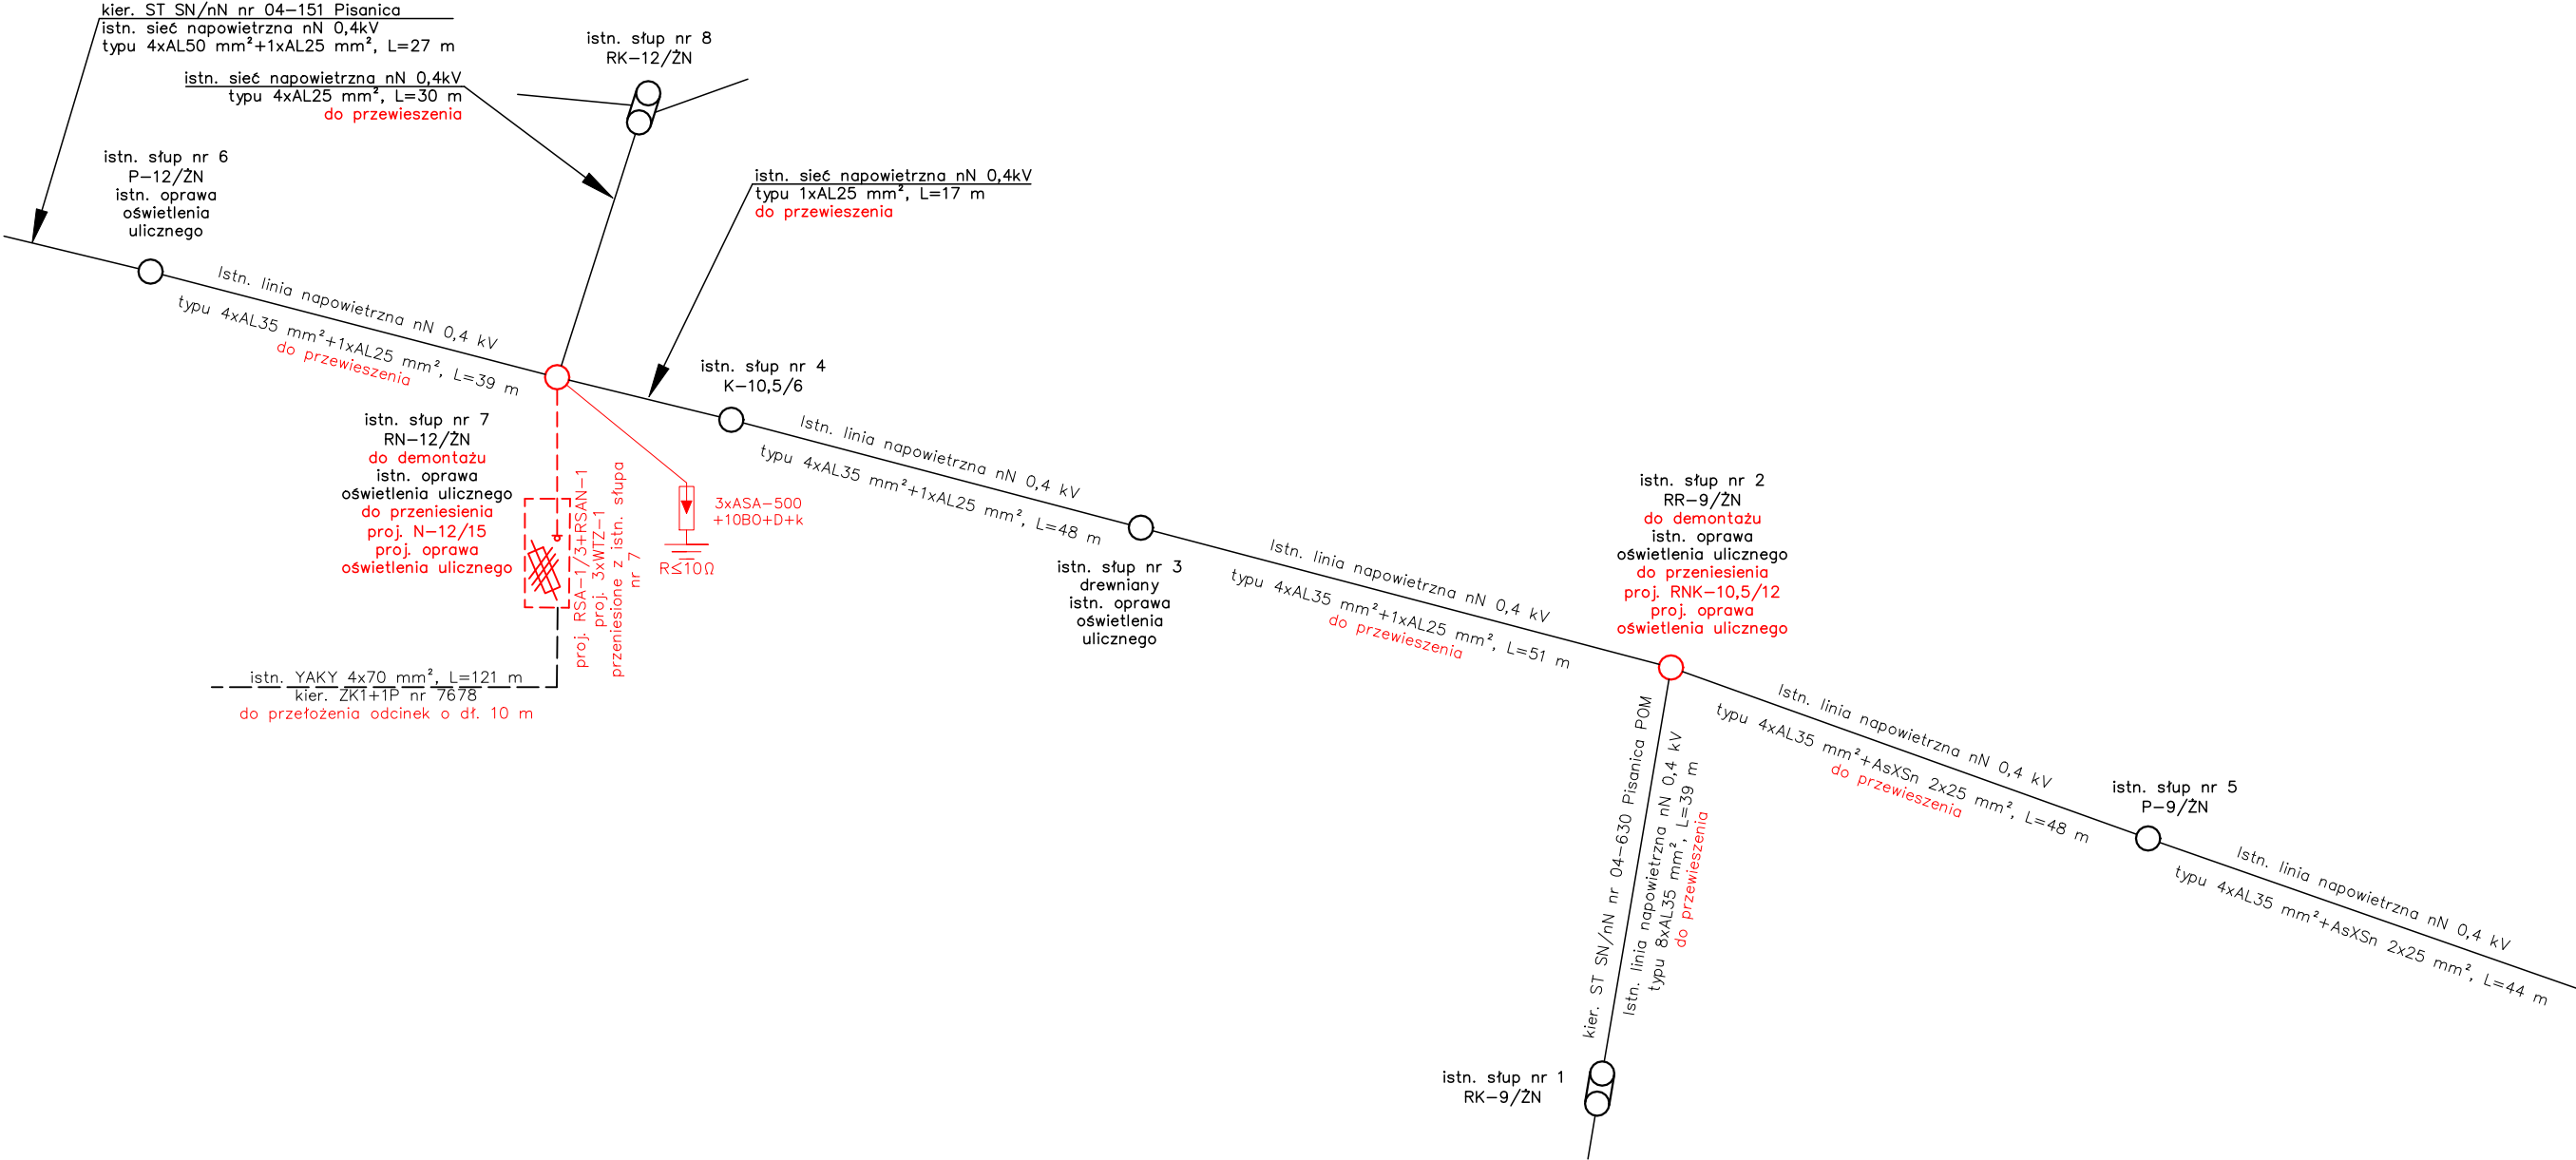 kier. ST SN/nN nr 04-151 Pisanica
istn. sieć napowietrzna nN 0,4kV
typu 4xAL50 mm²+1xAL25 mm², L=27 m
istn. sieć napowietrzna nN 0,4kV
typu 4xAL25 mm², L=30 m
do przewieszenia
istn. słup nr 8
RK-12/ŻN
istn. słup nr 6
P-12/ŻN
istn. oprawa
oświetlenia
ulicznego
istn. sieć napowietrzna nN 0,4kV
typu 1xAL25 mm², L=17 m
do przewieszenia
Istn. linia napowietrzna nN 0,4 kV
typu 4xAL35 mm²+1xAL25 mm², L=39 m
do przewieszenia
istn. słup nr 4
K-10,5/6
istn. słup nr 7
RN-12/ŻN
do demontażu
istn. oprawa
oświetlenia ulicznego
do przeniesienia
proj. N-12/15
proj. oprawa
oświetlenia ulicznego
proj. RSA-1/3+RSAN-1
proj. 3xWTZ-1
przeniesione z istn. słupa
nr 7
3xASA-500
+10BO+D+k
R≤10Ω
istn. YAKY 4x70 mm², L=121 m
kier. ZK1+1P nr 7678
do przełożenia odcinek o dł. 10 m
Istn. linia napowietrzna nN 0,4 kV
typu 4xAL35 mm²+1xAL25 mm², L=48 m
istn. słup nr 3
drewniany
istn. oprawa
oświetlenia
ulicznego
Istn. linia napowietrzna nN 0,4 kV
typu 4xAL35 mm²+1xAL25 mm², L=51 m
do przewieszenia
istn. słup nr 2
RR-9/ŻN
do demontażu
istn. oprawa
oświetlenia ulicznego
do przeniesienia
proj. RNK-10,5/12
proj. oprawa
oświetlenia ulicznego
kier. ST SN/nN nr 04-630 Pisanica POM
Istn. linia napowietrzna nN 0,4 kV
typu 8xAL35 mm², L=39 m
do przewieszenia
istn. słup nr 1
RK-9/ŻN
Istn. linia napowietrzna nN 0,4 kV
typu 4xAL35 mm²+AsXSn 2x25 mm², L=48 m
do przewieszenia
istn. słup nr 5
P-9/ŻN
Istn. linia napowietrzna nN 0,4 kV
typu 4xAL35 mm²+AsXSn 2x25 mm², L=44 m